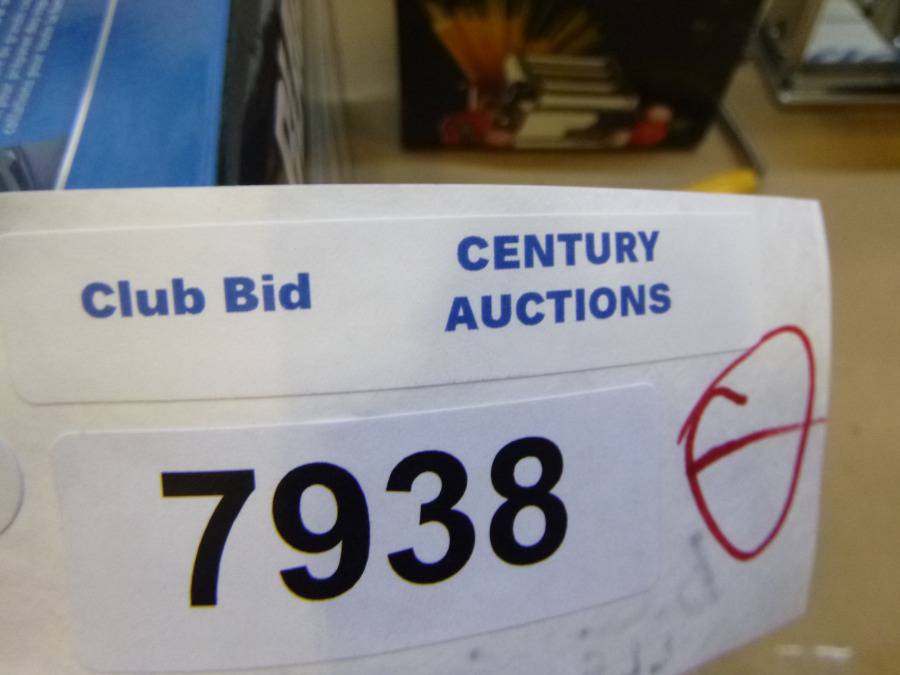 Club Bid
CENTURY
AUCTIONS
7938